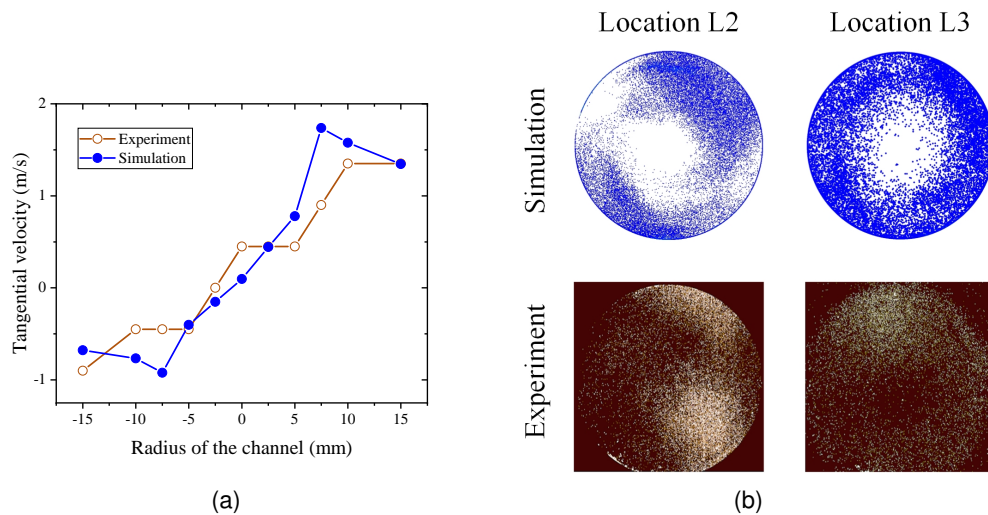 Location L2
Location L3
Simulation
Experiment
Tangential velocity (m/s)
2
1
0
-1
Experiment
Simulation
-15
-10
-5
0
5
10
15
Radius of the channel (mm)
(a)
(b)